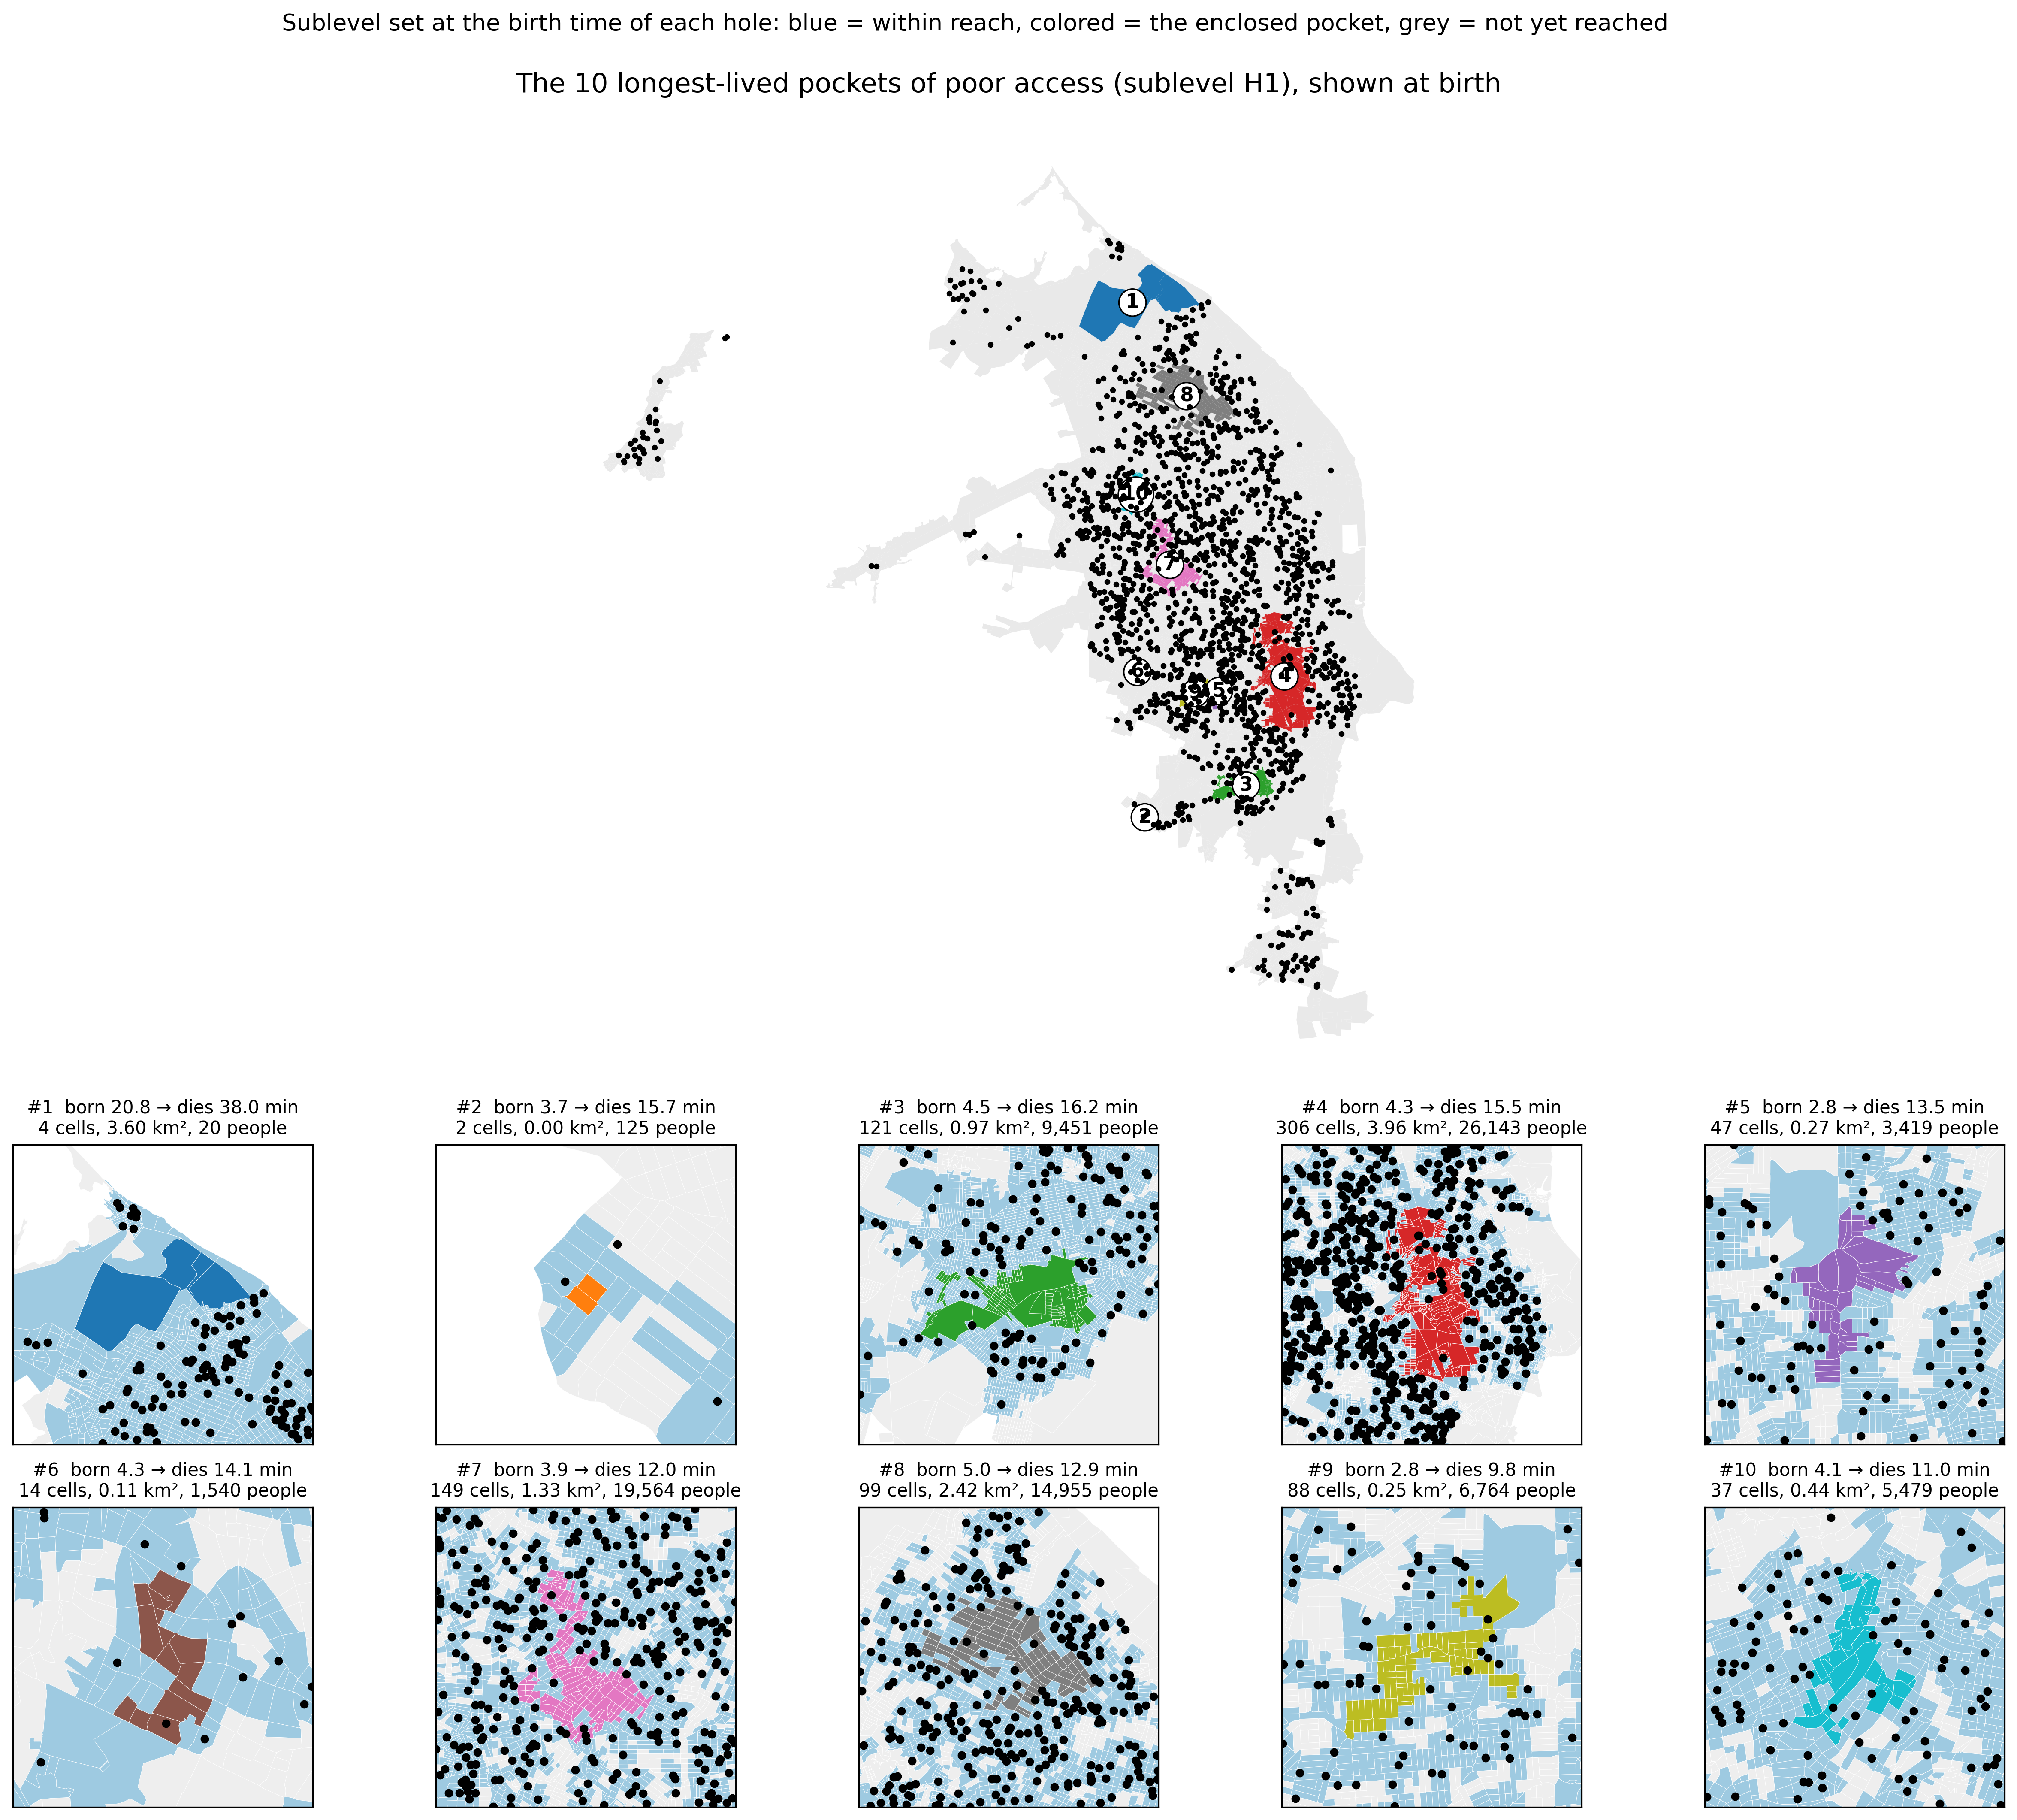 Sublevel set at the birth time of each hole: blue = within reach, colored = the enclosed pocket, grey = not yet reached
The 10 longest-lived pockets of poor access (sublevel H1), shown at birth
1
8
10
7
6
9 5
4
3
2
#1 born 20.8 → dies 38.0 min
4 cells, 3.60 km², 20 people
#2 born 3.7 → dies 15.7 min
2 cells, 0.00 km², 125 people
#3 born 4.5 → dies 16.2 min
121 cells, 0.97 km², 9,451 people
#4 born 4.3 → dies 15.5 min
306 cells, 3.96 km², 26,143 people
#5 born 2.8 → dies 13.5 min
47 cells, 0.27 km², 3,419 people
#6 born 4.3 → dies 14.1 min
14 cells, 0.11 km², 1,540 people
#7 born 3.9 → dies 12.0 min
149 cells, 1.33 km², 19,564 people
#8 born 5.0 → dies 12.9 min
99 cells, 2.42 km², 14,955 people
#9 born 2.8 → dies 9.8 min
88 cells, 0.25 km², 6,764 people
#10 born 4.1 → dies 11.0 min
37 cells, 0.44 km², 5,479 people